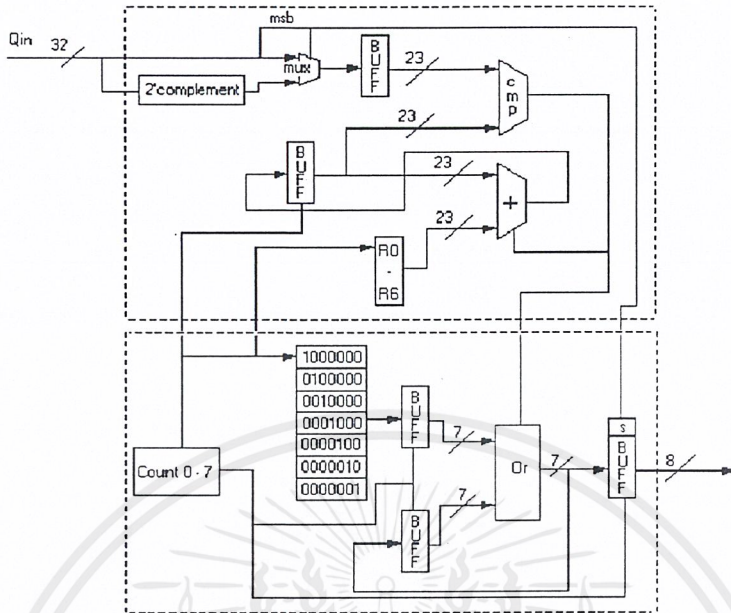 msb
Qin
32
mux
BUFF
23
cmp
2'complement
23
BUFF
23
+
23
R0
-
R6
1000000
0100000
0010000
0001000
0000100
0000010
0000001
BUFF
7
Or
7
s
BUFF
8
Count 0 - 7
7
BUFF